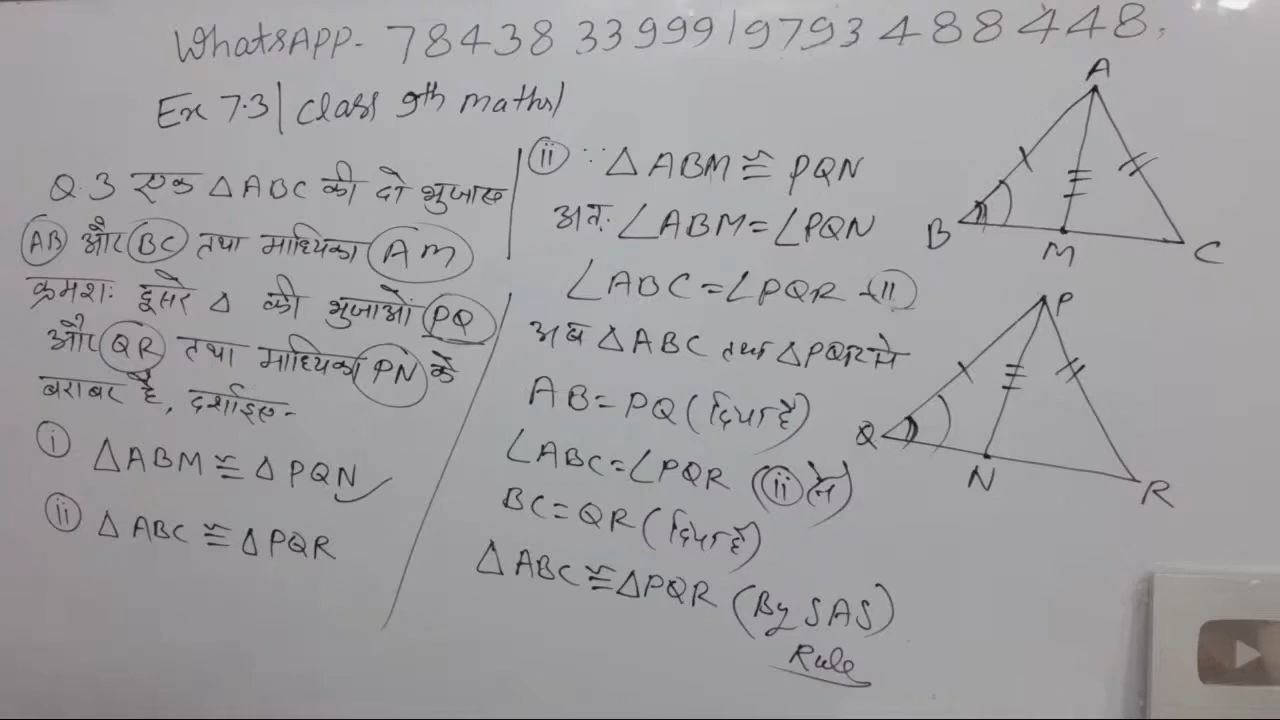 WhatsAPP- 78438 33999/9793488448,
Ex 7.3/ Class 9th maths/
Q.3 एक △ABC की दो भुजाएं
AB और BC तथा माध्यिका AM
क्रमशः दूसरे △ की भुजाओं PQ
और QR तथा माध्यिका PN के
बराबर है, दर्शाइए-
(i) △ABM ≅ △PQN
(ii) △ABC ≅ △PQR
(ii) ∵ △ABM ≅ PQN
अतः ∠ABM = ∠PQN
∠ABC = ∠PQR -(ii)
अब △ABC तथा △PQR से
AB = PQ (दिया है)
∠ABC = ∠PQR ((ii) से)
BC = QR (दिया है)
△ABC ≅ △PQR (By SAS)
Rule
A
B
M
C
P
Q
N
R